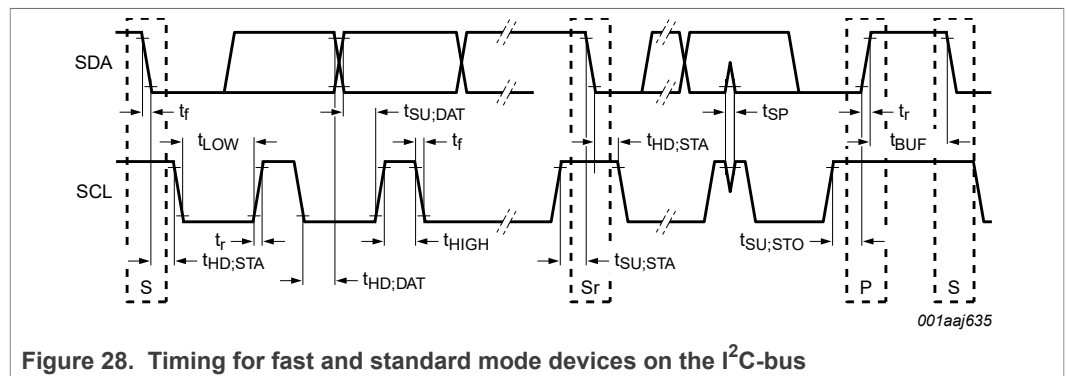 SDA
t_f
t_SU;DAT
t_SP
t_r
t_LOW
t_f
t_HD;STA
t_BUF
SCL
t_r
t_HIGH
t_SU;STO
t_HD;STA
t_HD;DAT
t_SU;STA
S
Sr
P
S
001aaj635
Figure 28. Timing for fast and standard mode devices on the I²C-bus